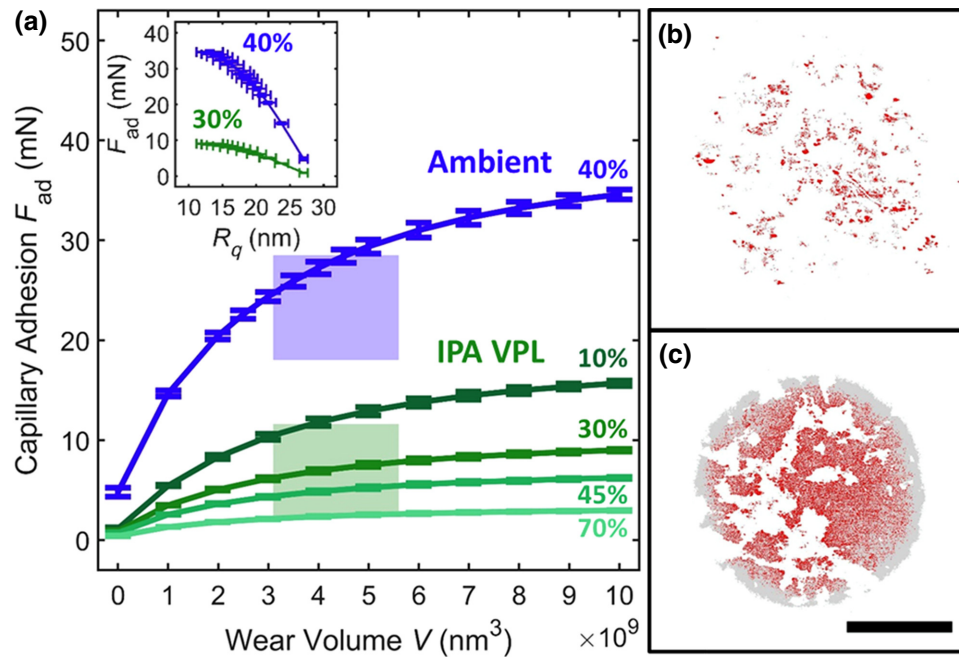 (a)
Capillary Adhesion F_ad (mN)
50
40
30
20
10
0
F_ad (mN)
40
30
20
10
0
40%
30%
10 15 20 25 30
R_q (nm)
Ambient
40%
IPA VPL
10%
30%
45%
70%
0 1 2 3 4 5 6 7 8 9 10
Wear Volume V (nm³)
×10⁹
(b)
(c)